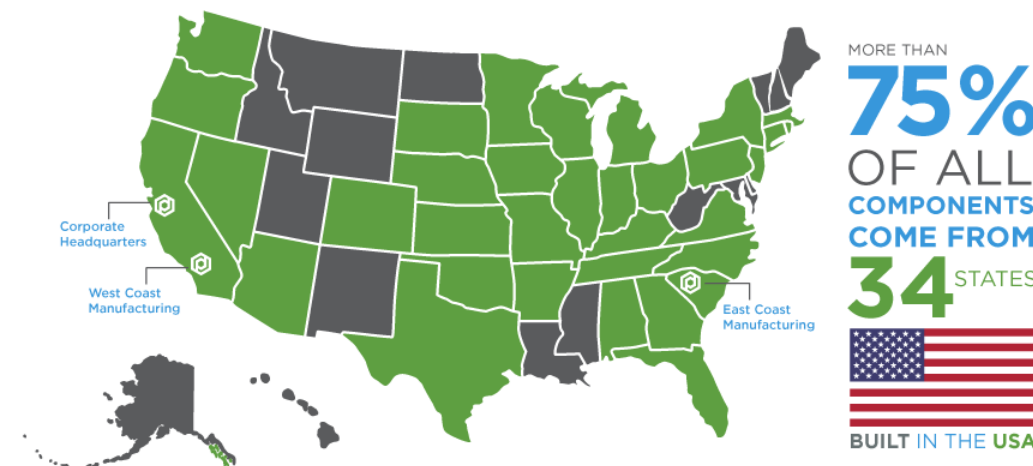 MORE THAN
75%
OF ALL
COMPONENTS
COME FROM
34 STATES
BUILT IN THE USA
Corporate
Headquarters
West Coast
Manufacturing
East Coast
Manufacturing